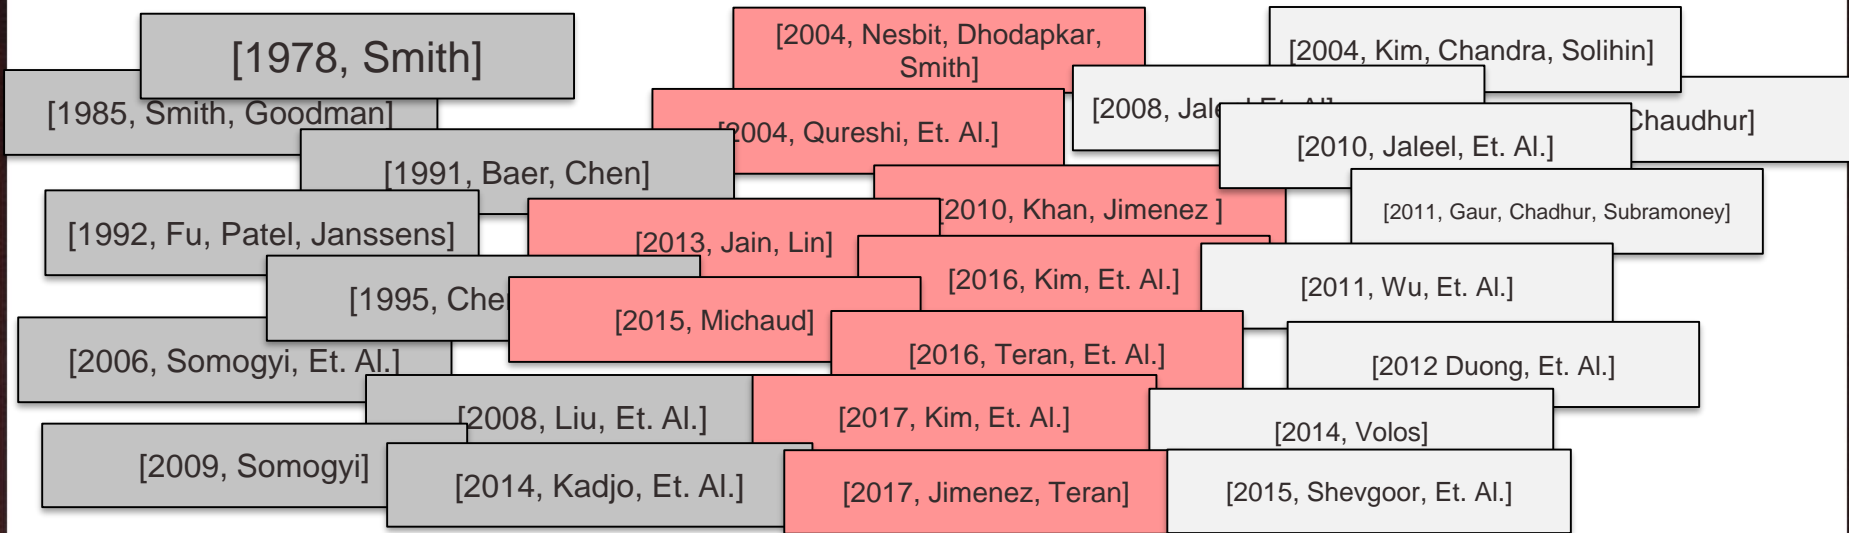 [1978, Smith]
[1985, Smith, Goodman]
[1991, Baer, Chen]
[1992, Fu, Patel, Janssens]
[1995,
[2006, Somogyi, Et. Al.]
[2008, Liu, Et. Al.]
[2009, Somogyi]
[2014, Kadjo, Et. Al.]
[2004, Nesbit, Dhodapkar,
Smith]
[2004, Qureshi, Et. Al.]
[2010, Khan, Jimenez ]
[2013, Jain, Lin]
[2016, Kim, Et. Al.]
[2015, Michaud]
[2016, Teran, Et. Al.]
[2017, Kim, Et. Al.]
[2017, Jimenez, Teran]
[2004, Kim, Chandra, Solihin]
[2008, Jaleel Et. Al]
Chaudhur]
[2010, Jaleel, Et. Al.]
[2011, Gaur, Chadhur, Subramoney]
[2011, Wu, Et. Al.]
[2012 Duong, Et. Al.]
[2014, Volos]
[2015, Shevgoor, Et. Al.]